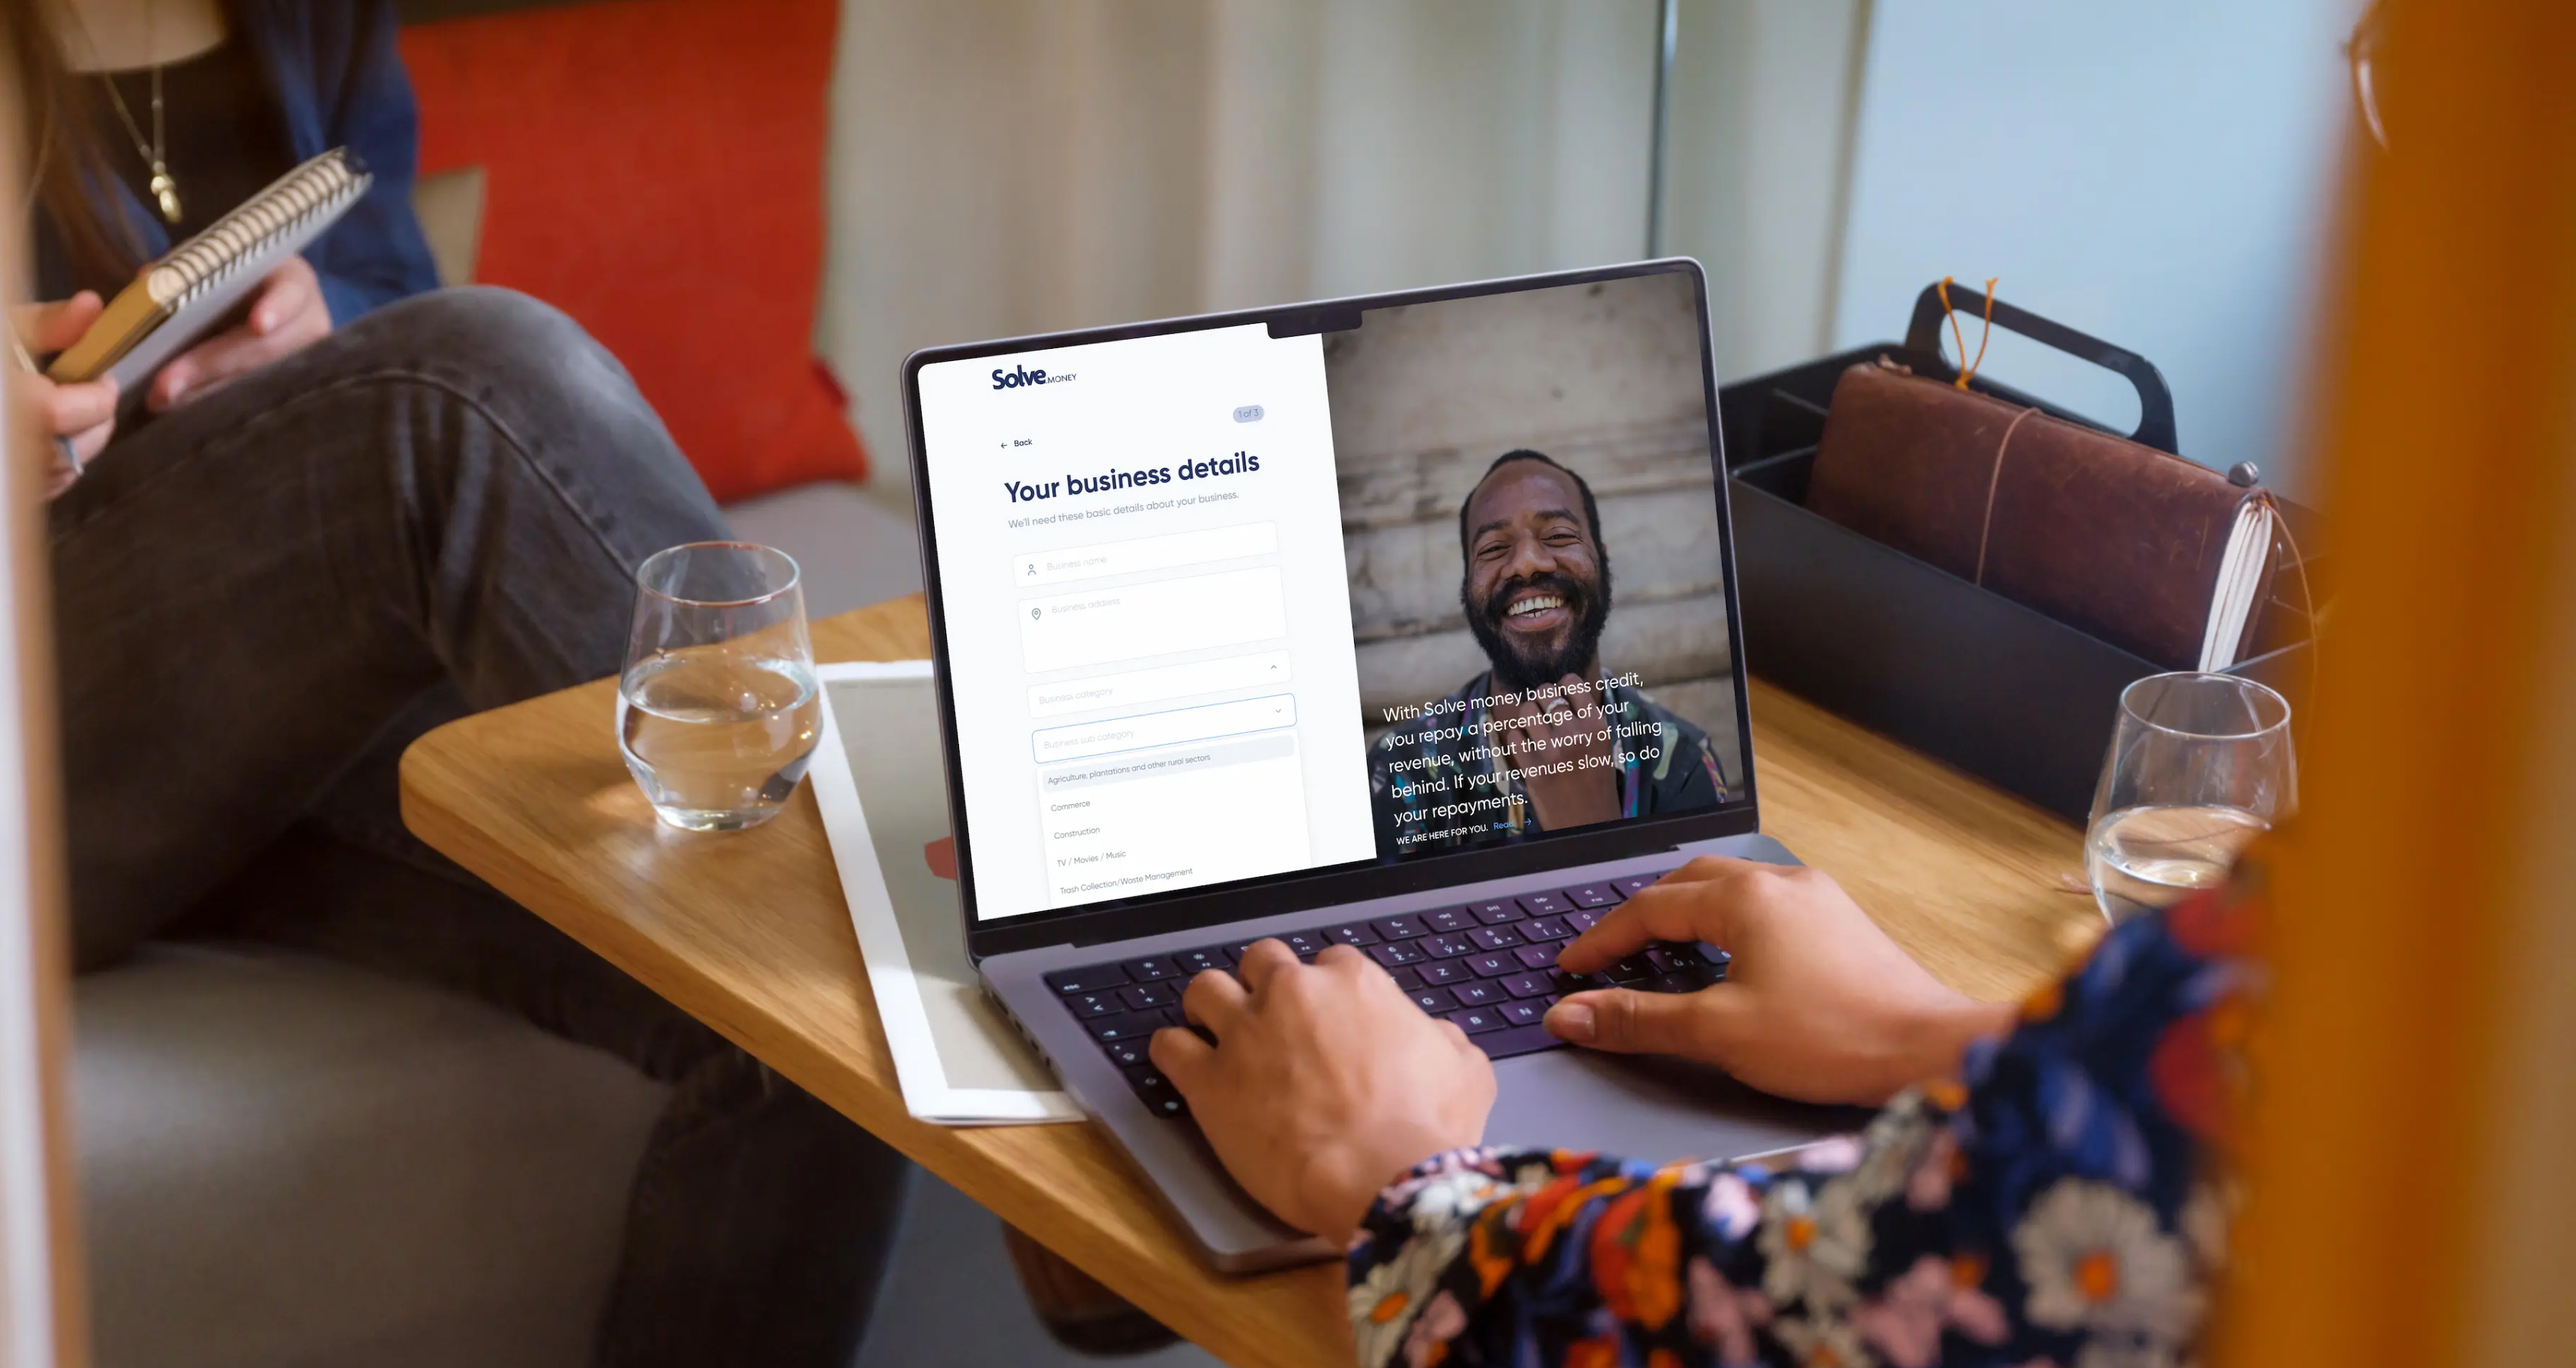 Solve.MONEY
1 of 3
← Back
Your business details
We'll need these basic details about your business.
Business name
Business address
Business category
Business sub category
Agriculture, plantations and other rural sectors
Commerce
Construction
TV / Movies / Music
Trash Collection/Waste Management
With Solve money business credit,
you repay a percentage of your
revenue, without the worry of falling
behind. If your revenues slow, so do
your repayments.
WE ARE HERE FOR YOU.
esc
Z U I
G H J K L
B N